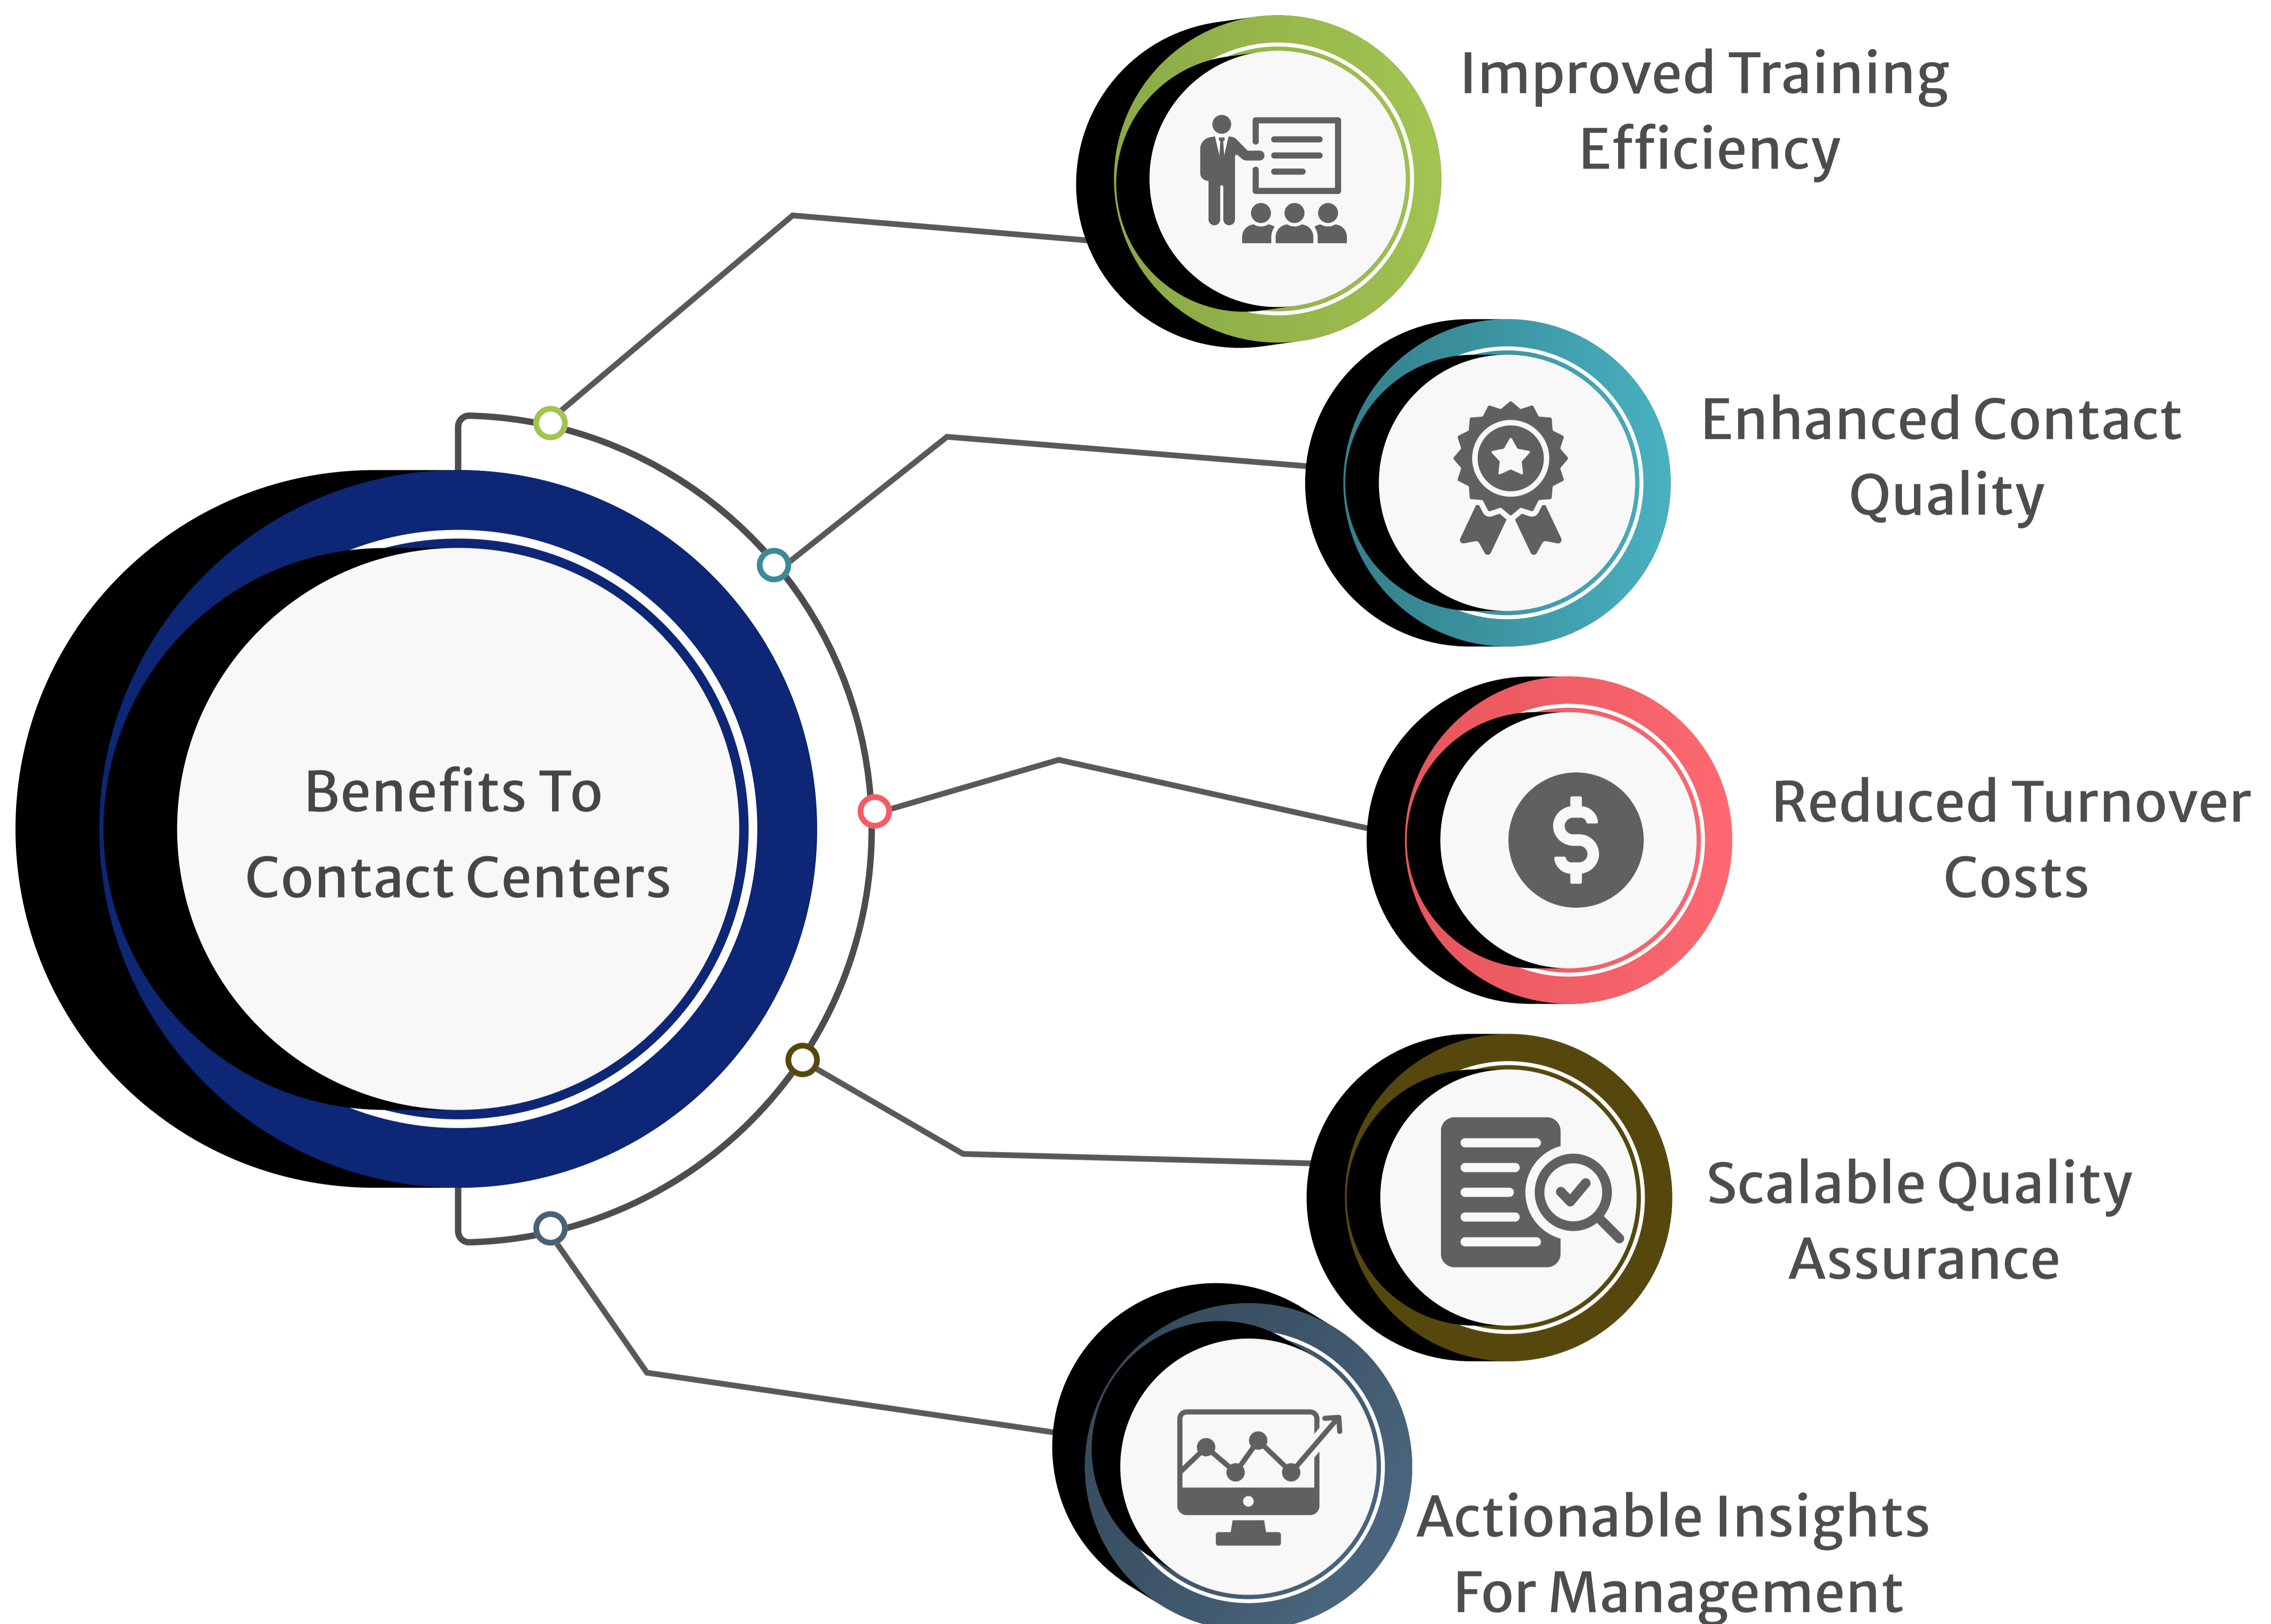 Improved Training
Efficiency
Enhanced Contact
Quality
Benefits To
Contact Centers
Reduced Turnover
Costs
Scalable Quality
Assurance
Actionable Insights
For Management